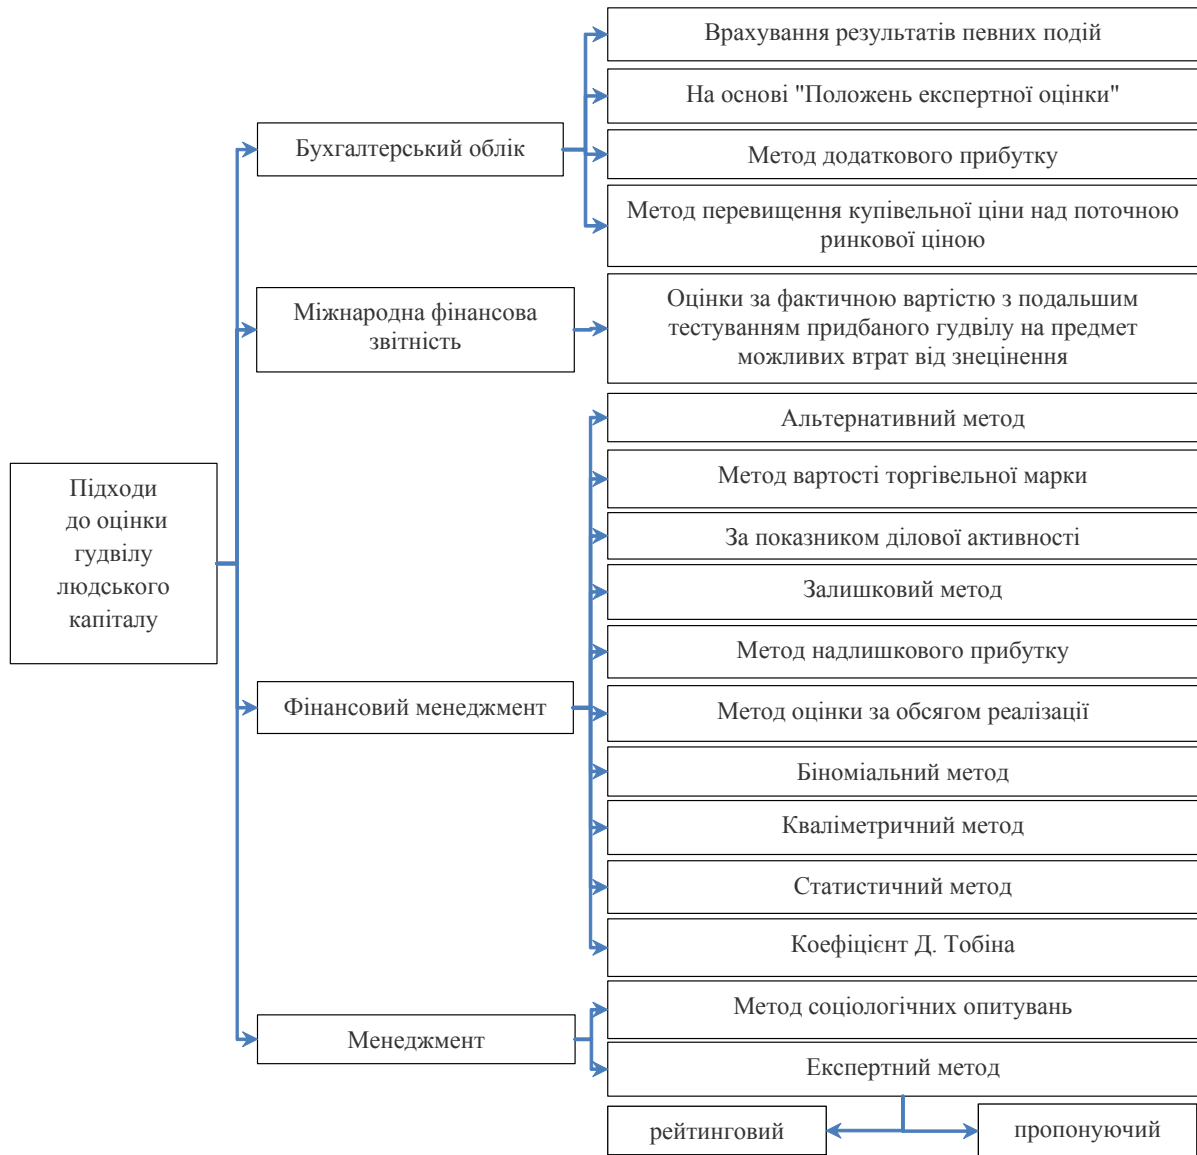 Підходи
до оцінки
гудвілу
людського
капіталу
Бухгалтерський облік
Врахування результатів певних подій
На основі "Положень експертної оцінки"
Метод додаткового прибутку
Метод перевищення купівельної ціни над поточною
ринкової ціною
Міжнародна фінансова
звітність
Оцінки за фактичною вартістю з подальшим
тестуванням придбаного гудвілу на предмет
можливих втрат від знецінення
Фінансовий менеджмент
Альтернативний метод
Метод вартості торгівельної марки
За показником ділової активності
Залишковий метод
Метод надлишкового прибутку
Метод оцінки за обсягом реалізації
Біноміальний метод
Кваліметричний метод
Статистичний метод
Коефіцієнт Д. Тобіна
Менеджмент
Метод соціологічних опитувань
Експертний метод
рейтинговий
пропонуючий